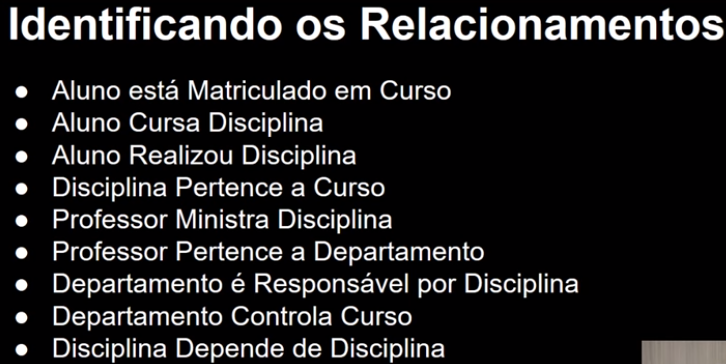 Identificando os Relacionamentos
● Aluno está Matriculado em Curso
● Aluno Cursa Disciplina
● Aluno Realizou Disciplina
● Disciplina Pertence a Curso
● Professor Ministra Disciplina
● Professor Pertence a Departamento
● Departamento é Responsável por Disciplina
● Departamento Controla Curso
● Disciplina Depende de Disciplina